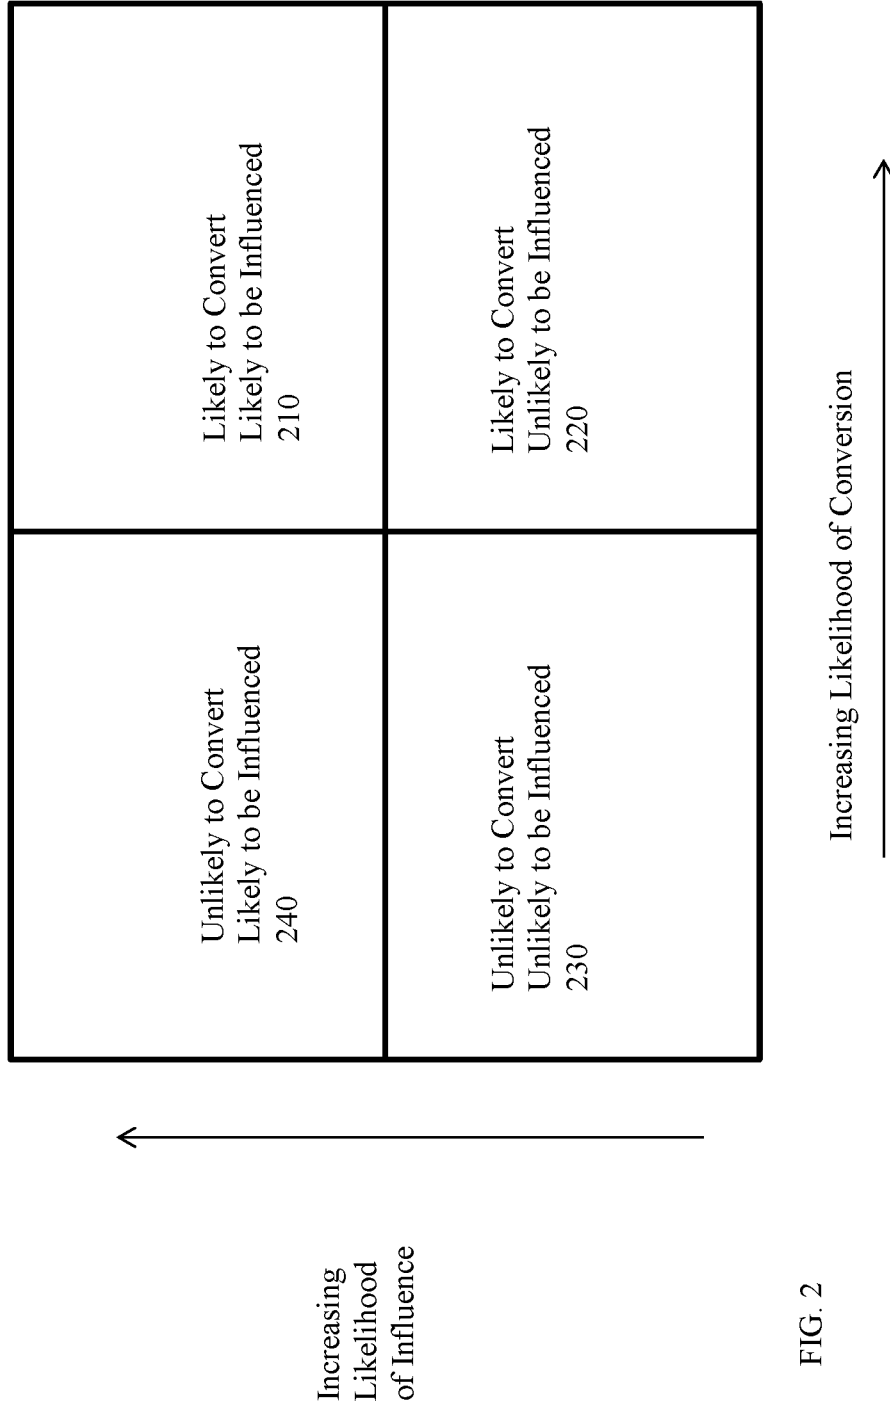 Unlikely to Convert
Likely to be Influenced
240
Likely to Convert
Likely to be Influenced
210
Unlikely to Convert
Unlikely to be Influenced
230
Likely to Convert
Unlikely to be Influenced
220
Increasing
Likelihood
of Influence
Increasing Likelihood of Conversion
FIG. 2